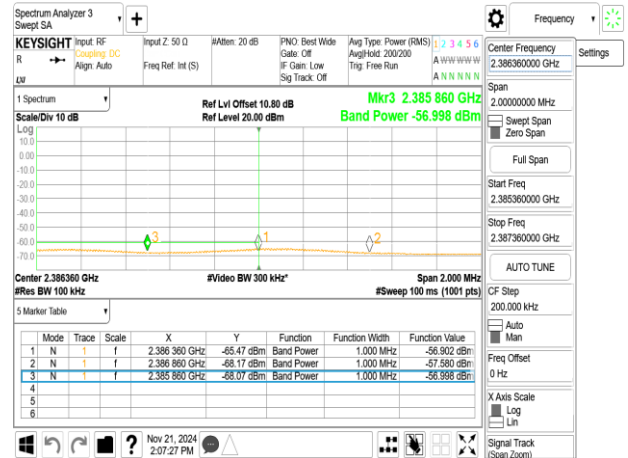 Spectrum Analyzer 3
Swept SA
Frequency
Settings
KEYSIGHT
R
Input: RF
Coupling: DC
Align: Auto
Input Z: 50 Ω
Freq Ref: Int (S)
#Atten: 20 dB
PNO: Best Wide
Gate: Off
IF Gain: Low
Sig Track: Off
Avg Type: Power (RMS)
Avg|Hold: 200/200
Trig: Free Run
1 2 3 4 5 6
A W W W W W
A N N N N N
1 Spectrum
Scale/Div 10 dB
Ref Lvl Offset 10.80 dB
Ref Level 20.00 dBm
Mkr3 2.385 860 GHz
Band Power -56.998 dBm
Log
10.0
0.00
-10.0
-20.0
-30.0
-40.0
-50.0
-60.0
-70.0
3
1
2
Center 2.386360 GHz
#Video BW 300 kHz*
Span 2.000 MHz
#Res BW 100 kHz
#Sweep 100 ms (1001 pts)
5 Marker Table
Mode Trace Scale X Y Function Function Width Function Value
1 N 1 f 2.386 360 GHz -65.47 dBm Band Power 1.000 MHz -56.902 dBm
2 N 1 f 2.386 860 GHz -68.17 dBm Band Power 1.000 MHz -57.580 dBm
3 N 1 f 2.385 860 GHz -68.07 dBm Band Power 1.000 MHz -56.998 dBm
4
5
6
Nov 21, 2024
2:07:27 PM
Center Frequency
2.386360000 GHz
Span
2.00000000 MHz
Swept Span
Zero Span
Full Span
Start Freq
2.385360000 GHz
Stop Freq
2.387360000 GHz
AUTO TUNE
CF Step
200.000 kHz
Auto
Man
Freq Offset
0 Hz
X Axis Scale
Log
Lin
Signal Track
(Span Zoom)